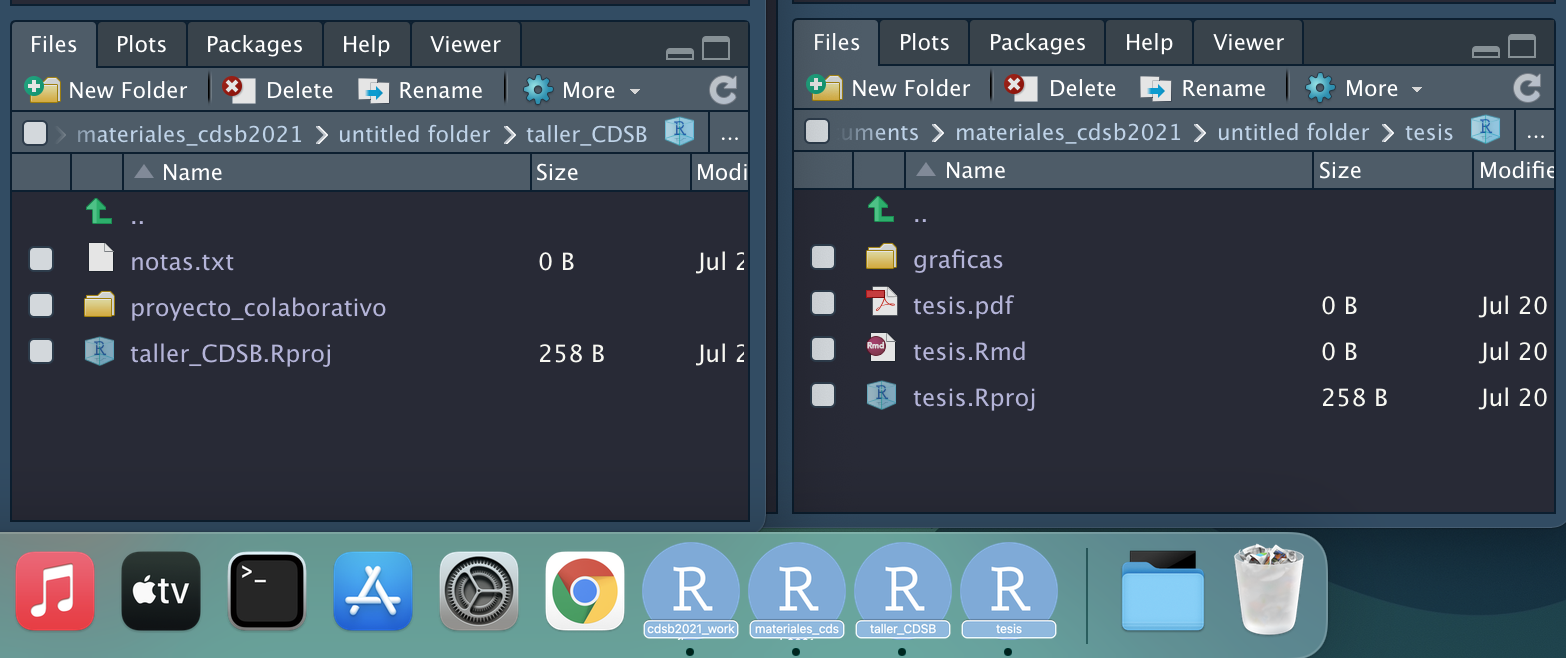 Files Plots Packages Help Viewer
New Folder Delete Rename More
materiales_cdsb2021 untitled folder taller_CDSB R ...
Name Size Modi
..
notas.txt 0 B Jul 2
proyecto_colaborativo
R taller_CDSB.Rproj 258 B Jul 2
Files Plots Packages Help Viewer
New Folder Delete Rename More
uments materiales_cdsb2021 untitled folder tesis R ...
Name Size Modifie
..
graficas
tesis.pdf 0 B Jul 20
Rmd tesis.Rmd 0 B Jul 20
R tesis.Rproj 258 B Jul 20
>_
tv
R R R R
cdsb2021_work materiales_cds taller_CDSB tesis